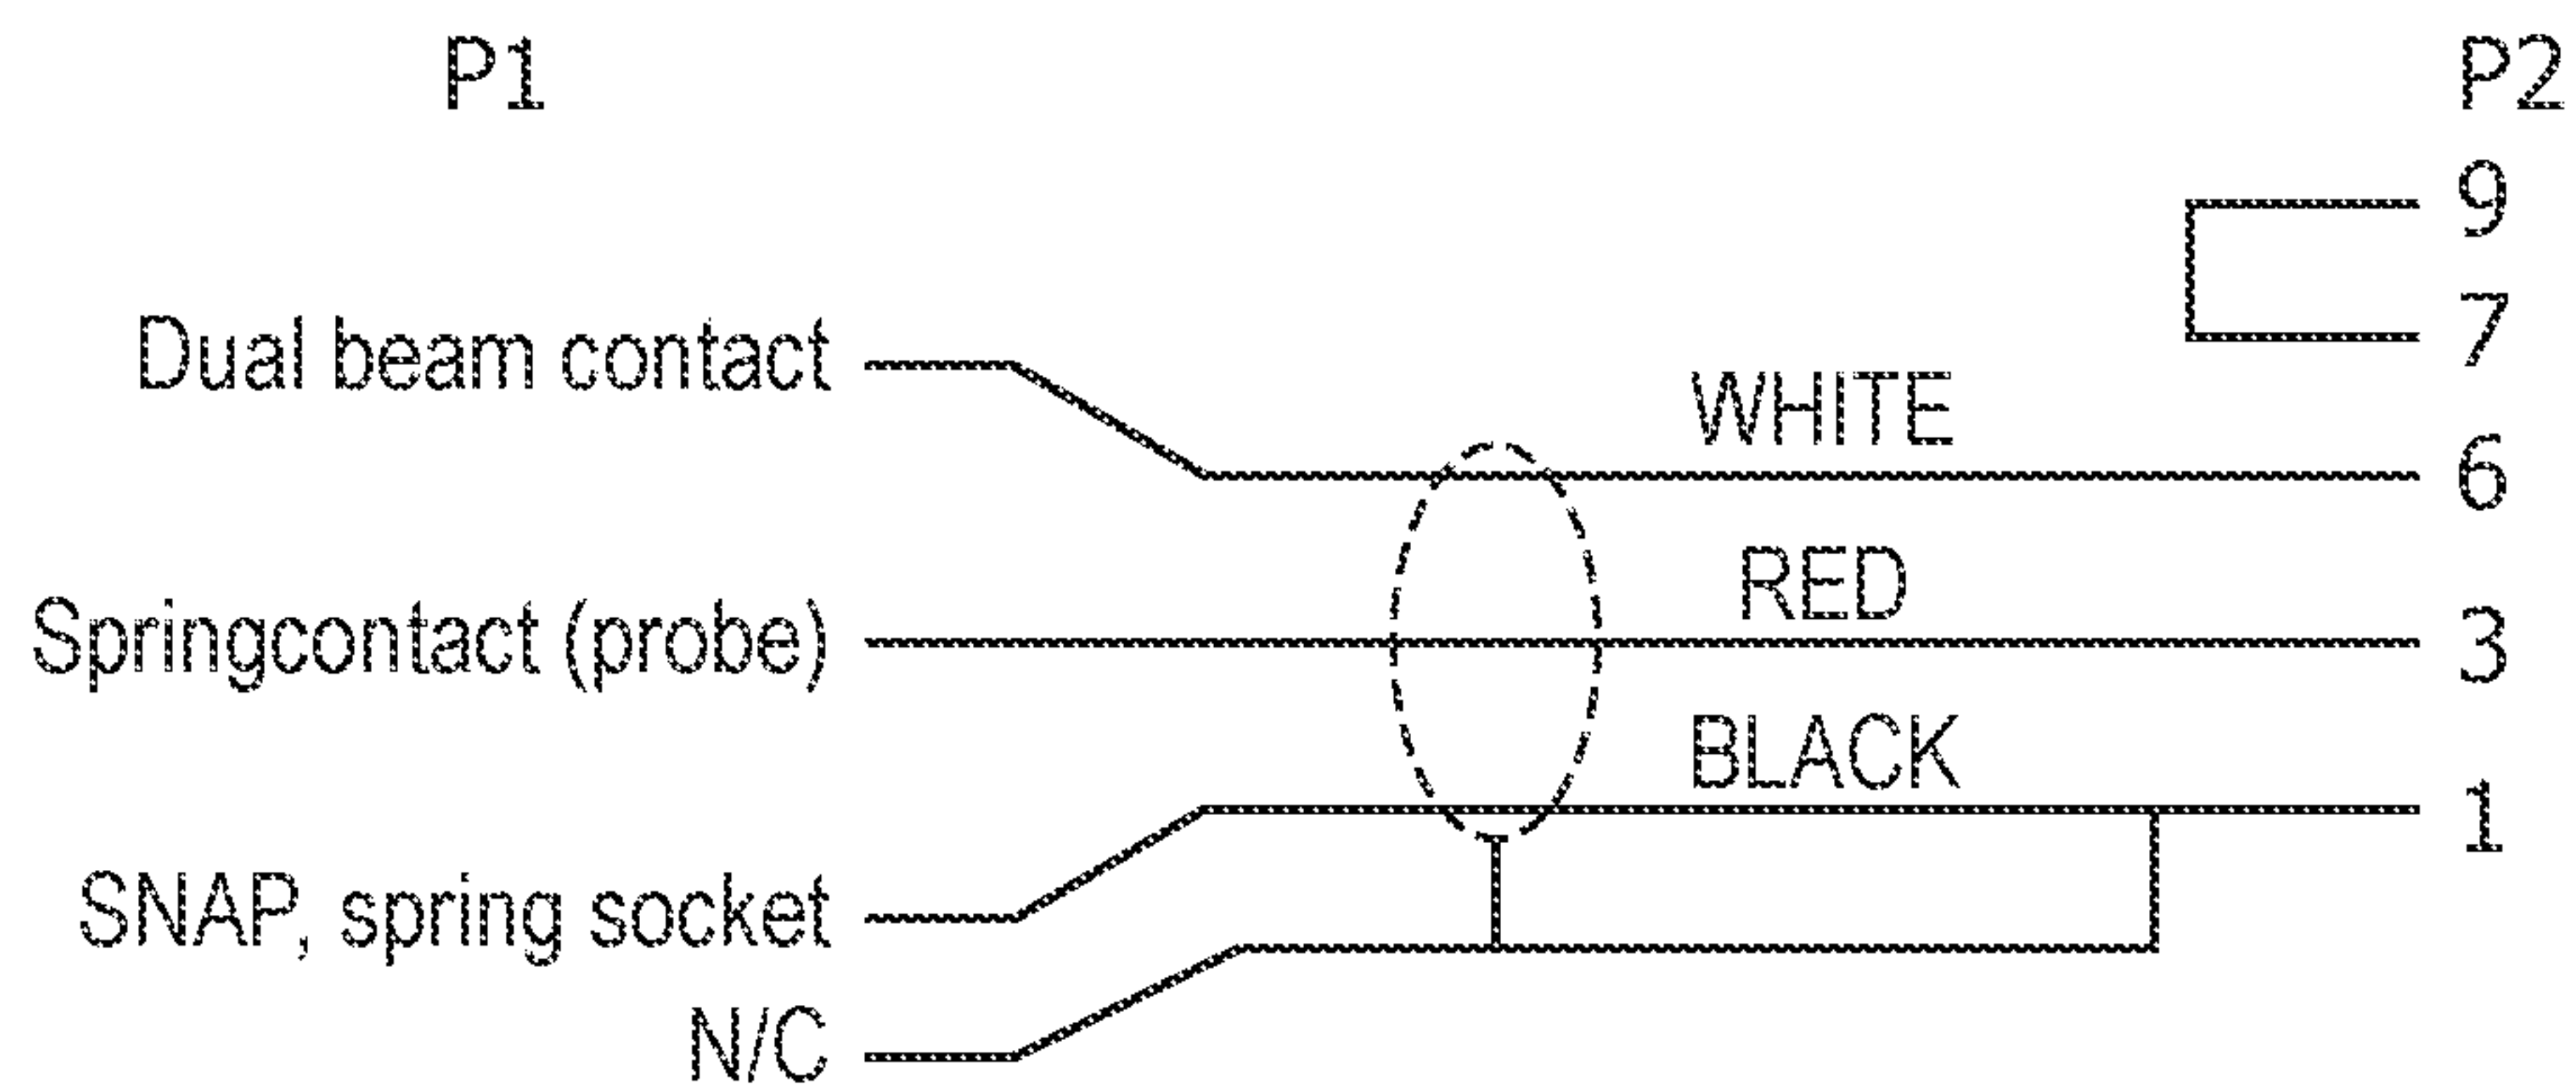 P1 P2
9
7
Dual beam contact
WHITE
6
RED
Springcontact (probe) 3
BLACK
1
SNAP, spring socket
N/C